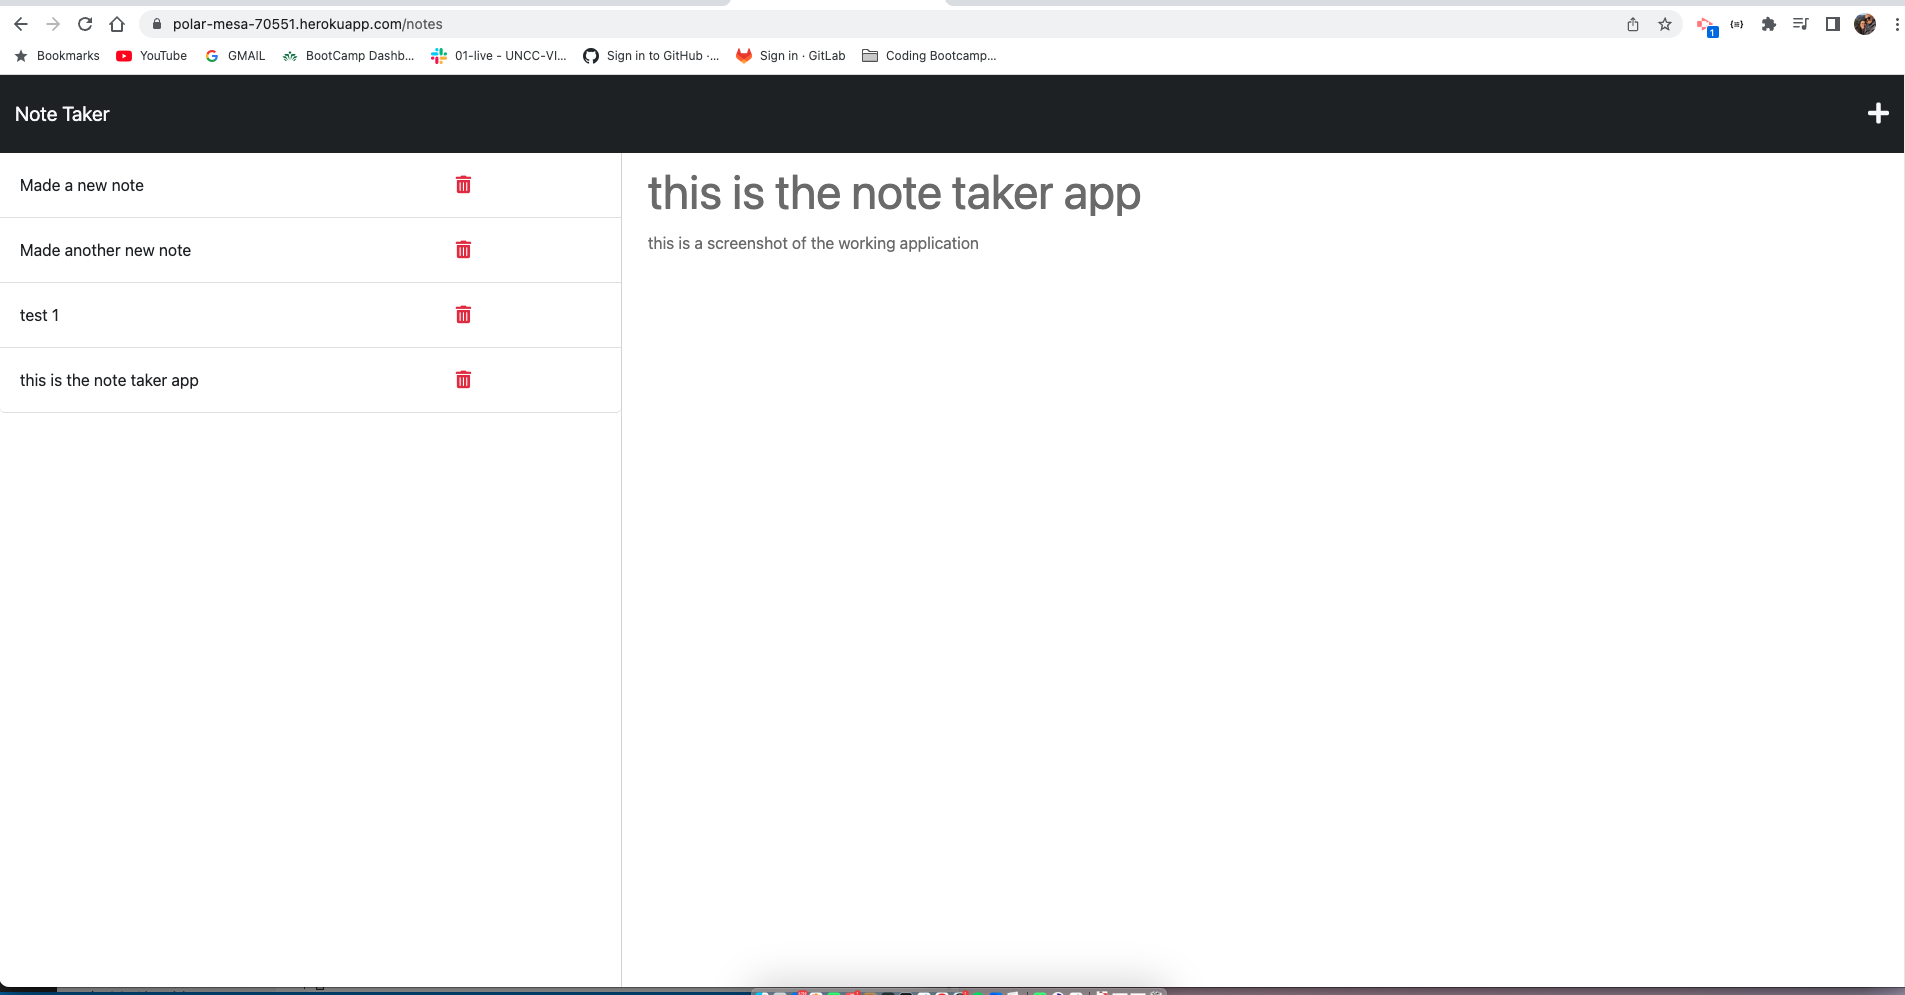 polar-mesa-70551.herokuapp.com/notes
1
Bookmarks YouTube GMAIL BootCamp Dashb... 01-live - UNCC-VI... Sign in to GitHub ·... Sign in · GitLab Coding Bootcamp...
Note Taker
Made a new note
Made another new note
test 1
this is the note taker app
this is the note taker app
this is a screenshot of the working application